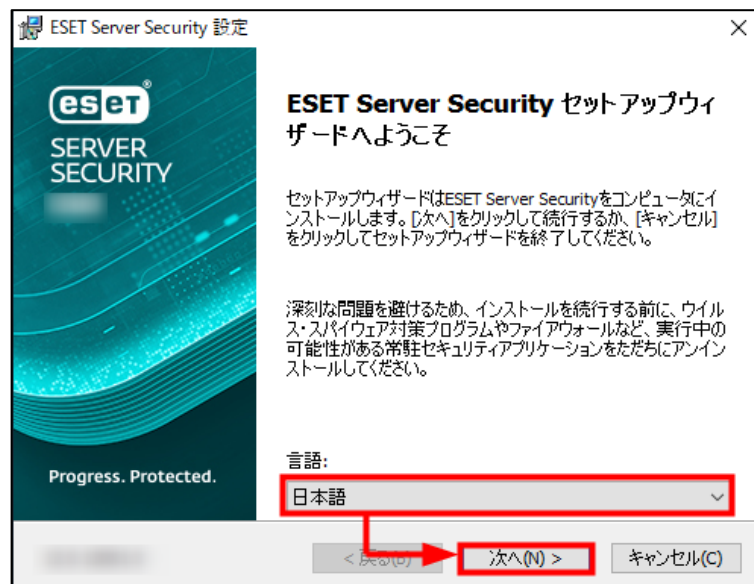 ESET Server Security 設定
eset
SERVER
SECURITY
ESET Server Security セットアップウィ
ザードへようこそ
セットアップウィザードはESET Server Securityをコンピュータにイ
ンストールします。[次へ]をクリックして続行するか、[キャンセル]
をクリックしてセットアップウィザードを終了してください。
深刻な問題を避けるため、インストールを続行する前に、ウイル
ス・スパイウェア対策プログラムやファイアウォールなど、実行中の
可能性がある常駐セキュリティアプリケーションをただちにアンイン
ストールしてください。
Progress. Protected.
言語:
日本語
< 戻る(B)
次へ(N) >
キャンセル(C)